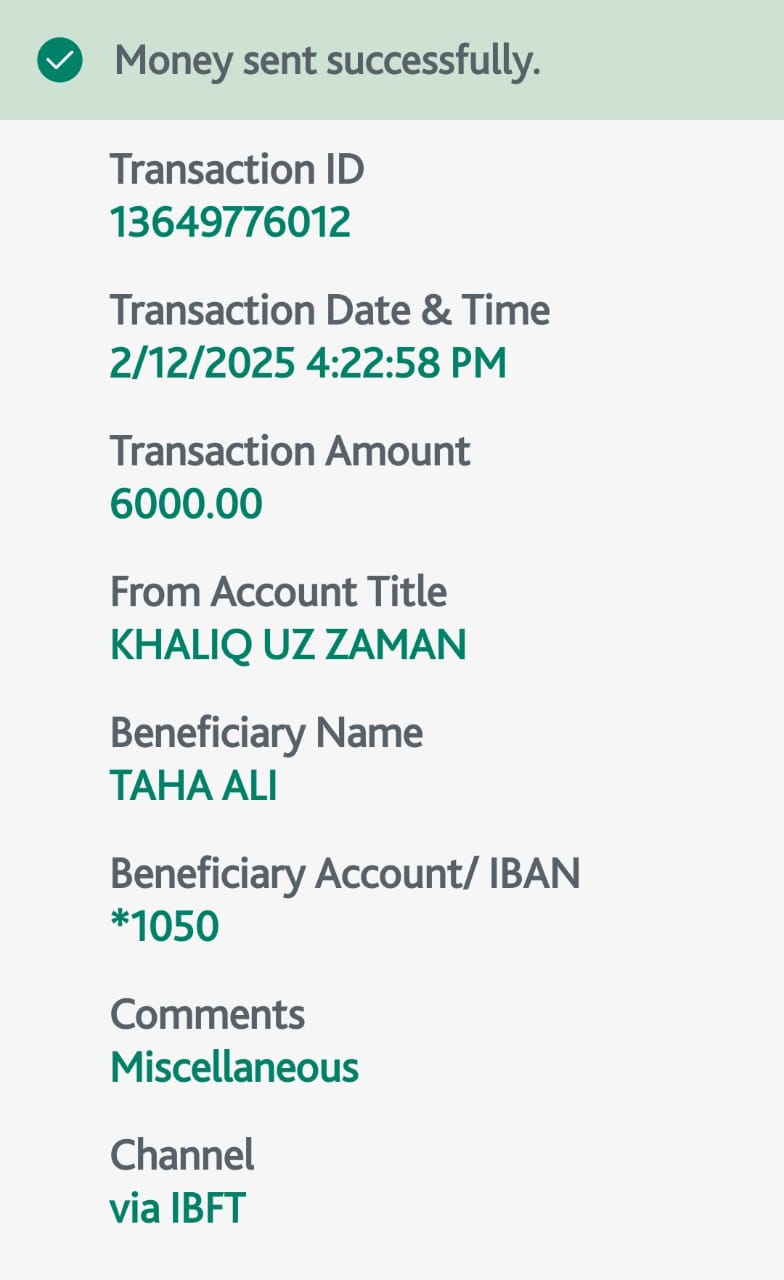 Money sent successfully.
Transaction ID
13649776012
Transaction Date & Time
2/12/2025 4:22:58 PM
Transaction Amount
6000.00
From Account Title
KHALIQ UZ ZAMAN
Beneficiary Name
TAHA ALI
Beneficiary Account/ IBAN
*1050
Comments
Miscellaneous
Channel
via IBFT